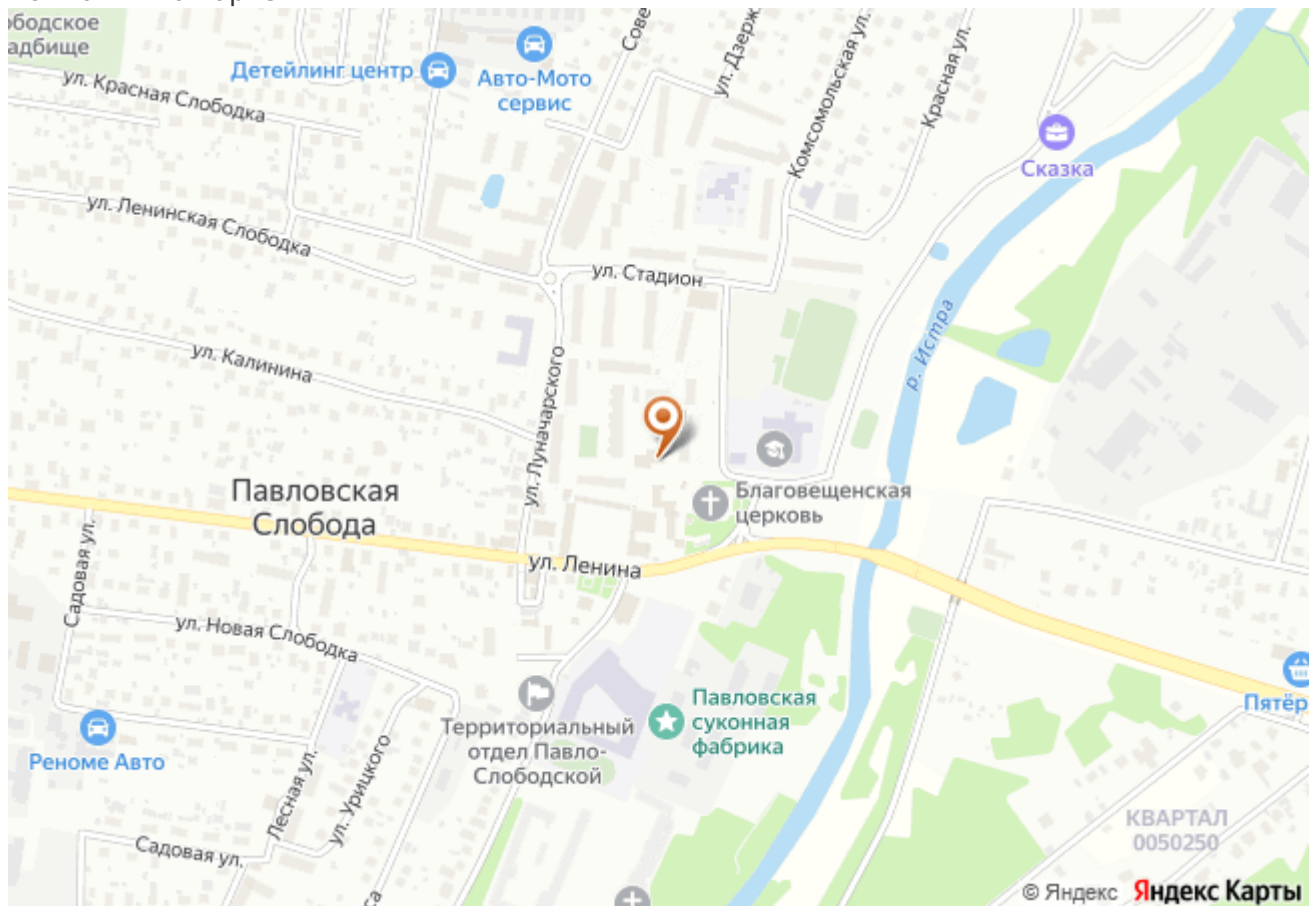 ободское
адбище
Детейлинг центр
Авто-Мото
сервис
Сове
ул. Дзерж
Комсомольская ул.
Красная ул.
ул. Красная Слободка
Сказка
ул. Ленинская Слободка
ул. Стадион
р. Истра
ул. Калинина
ул. Луначарского
Павловская
Слобода
Благовещенская
церковь
ул. Ленина
Садовая ул.
ул. Новая Слободка
Пятёр
Территориальный
отдел Павло-
Слободской
Павловская
суконная
фабрика
Реноме Авто
Лесная ул.
ул. Урицкого
Садовая ул.
КВАРТАЛ
0050250
© Яндекс Яндекс Карты